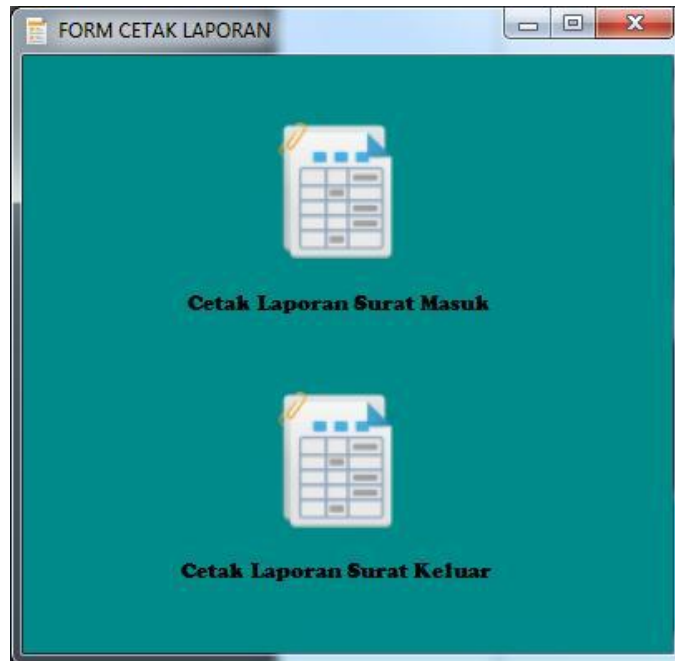 FORM CETAK LAPORAN
Cetak Laporan Surat Masuk
Cetak Laporan Surat Keluar